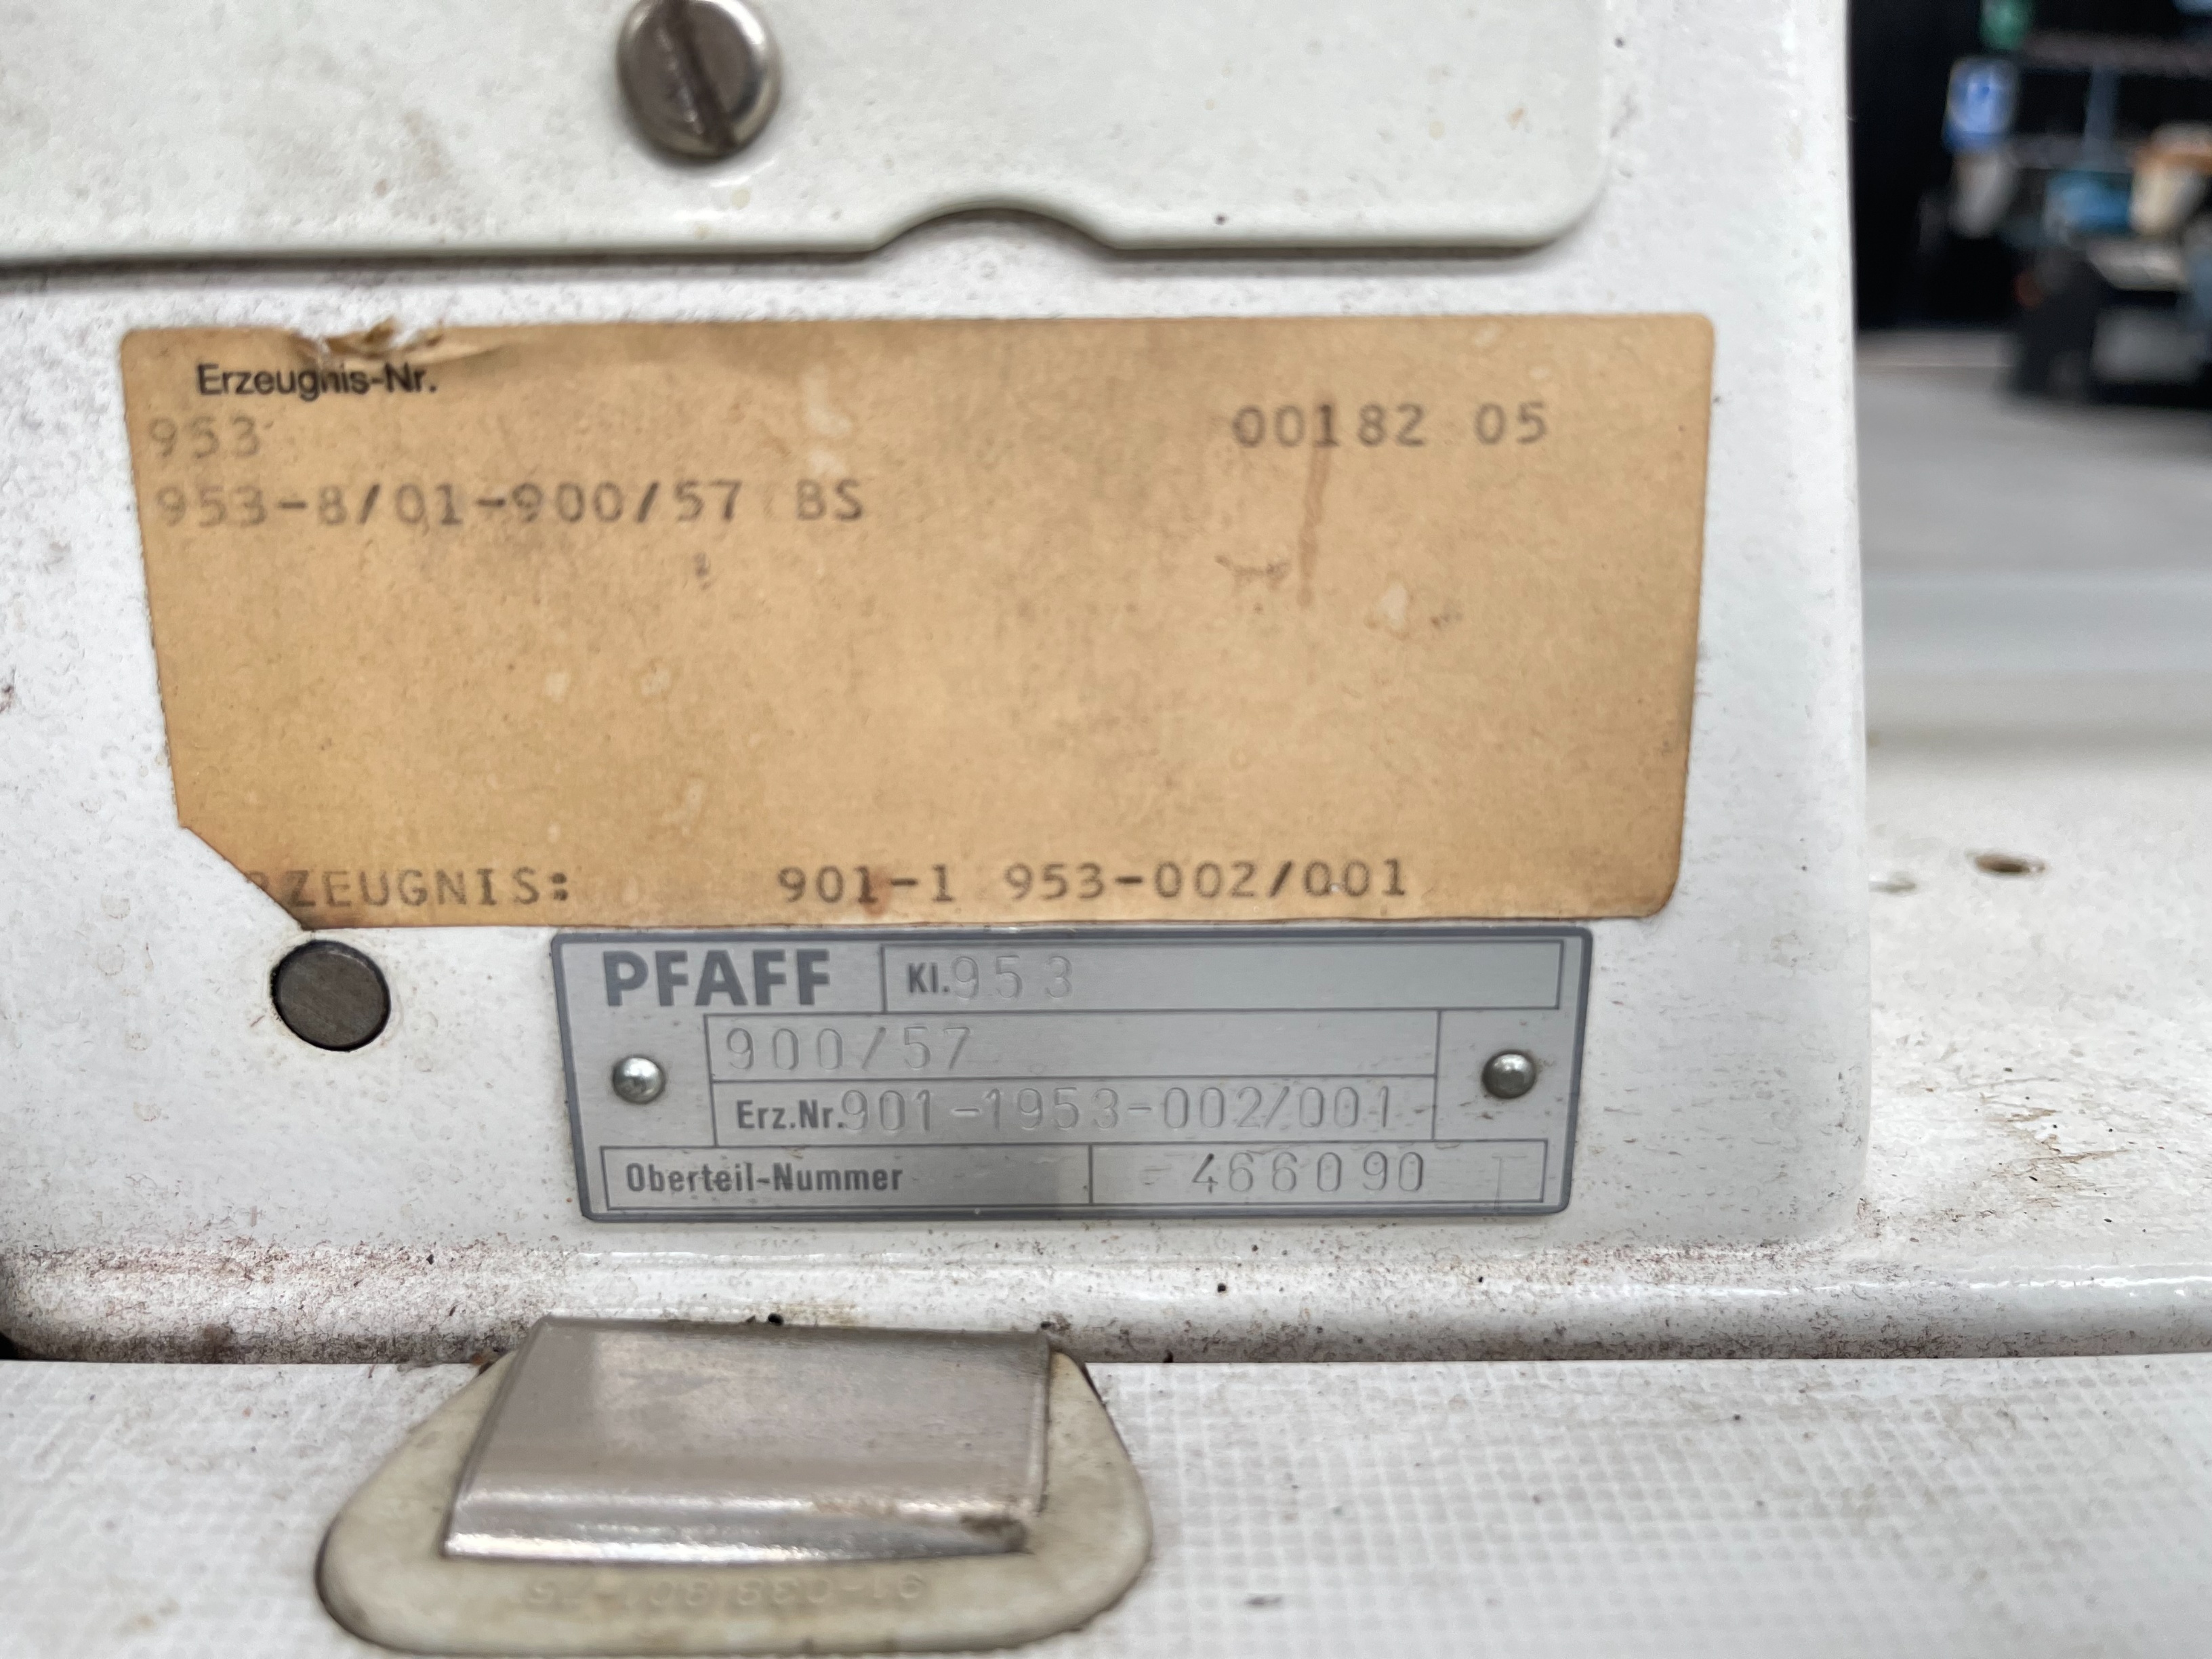 Erzeugnis-Nr.
953 00182 05
953-8/01-900/57 BS
ZEUGNIS: 901-1 953-002/001
PFAFF Kl. 953
900/57
Erz.Nr. 901-1953-002/001
Oberteil-Nummer 466090